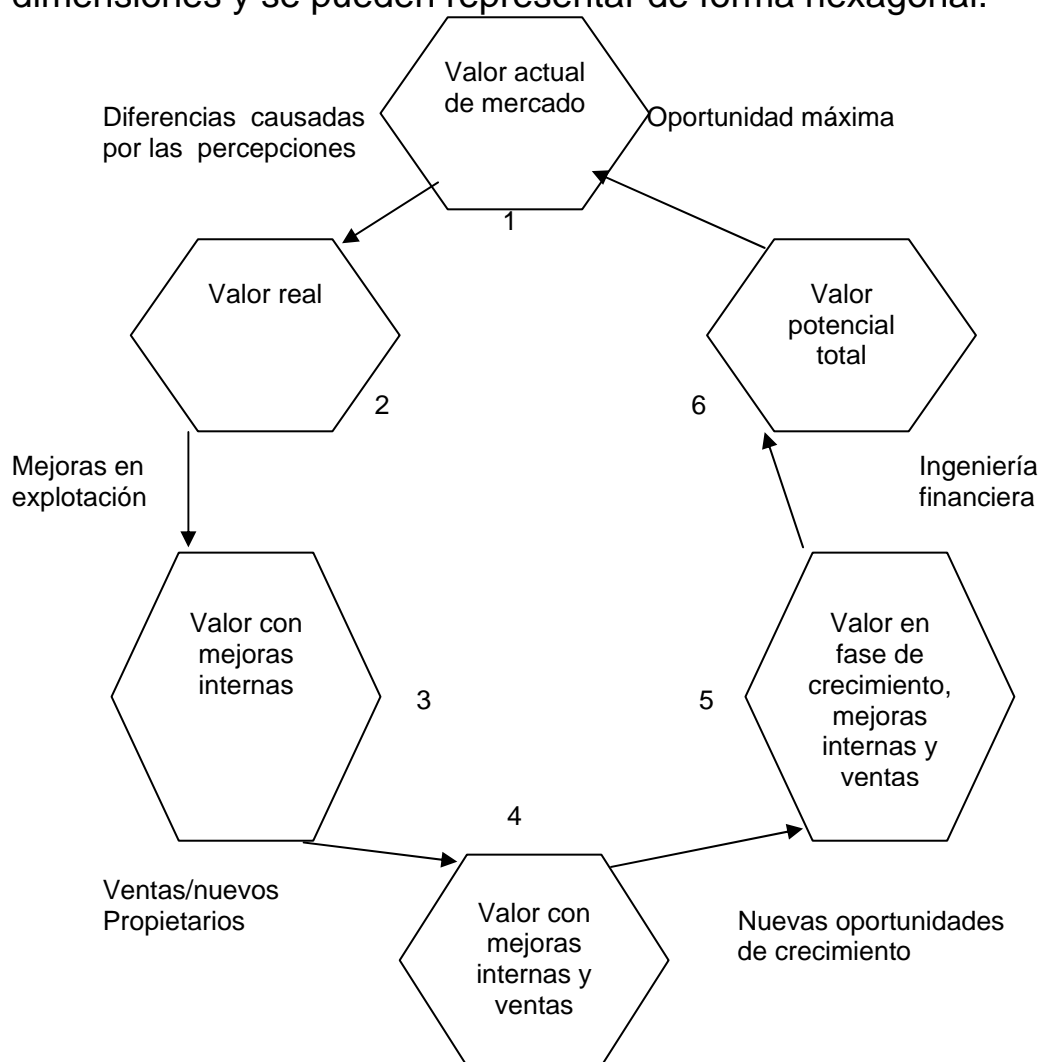 dimensiones y se pueden representar de forma hexagonal.
Valor actual
de mercado
Diferencias causadas
por las percepciones
Oportunidad máxima
1
Valor real
2
Valor
potencial
total
6
Mejoras en
explotación
Ingeniería
financiera
Valor con
mejoras
internas
3
5
Valor en
fase de
crecimiento,
mejoras
internas y
ventas
4
Ventas/nuevos
Propietarios
Valor con
mejoras
internas y
ventas
Nuevas oportunidades
de crecimiento